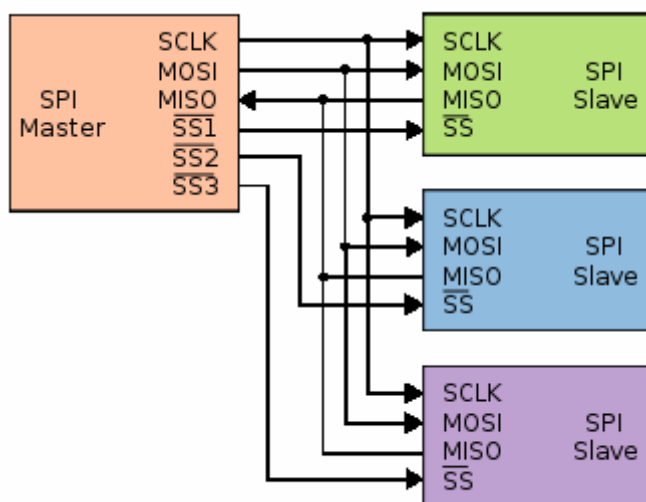 SCLK
MOSI
MISO
SS1
SS2
SS3
SPI
Master
SCLK
MOSI
MISO
SS
SPI
Slave
SCLK
MOSI
MISO
SS
SPI
Slave
SCLK
MOSI
MISO
SS
SPI
Slave